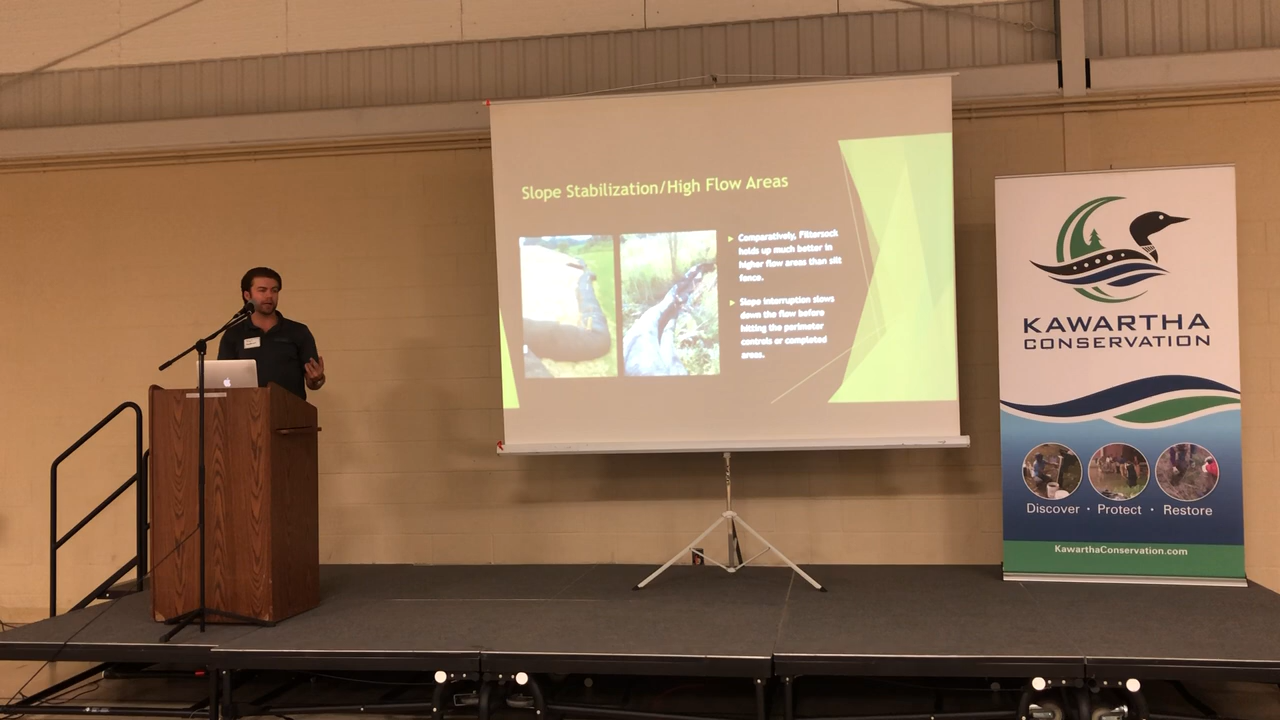 Slope Stabilization/High Flow Areas
Comparatively, Filtersock
holds up much better in
higher flow areas than silt
fence.
Slope interruption slows
down the flow before
hitting the perimeter
controls or completed
areas.
KAWARTHA
CONSERVATION
Discover · Protect · Restore
KawarthaConservation.com